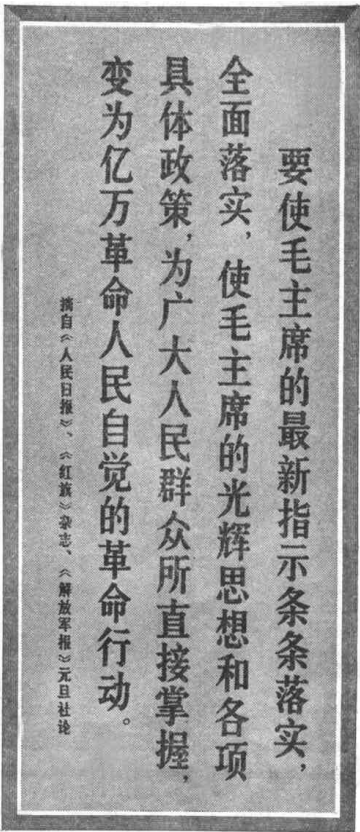 要使毛主席的最新指示条条落实，
全面落实，使毛主席的光辉思想和各项
具体政策，为广大人民群众所直接掌握，
变为亿万革命人民自觉的革命行动。
摘自《人民日报》、《红旗》杂志、《解放军报》元旦社论